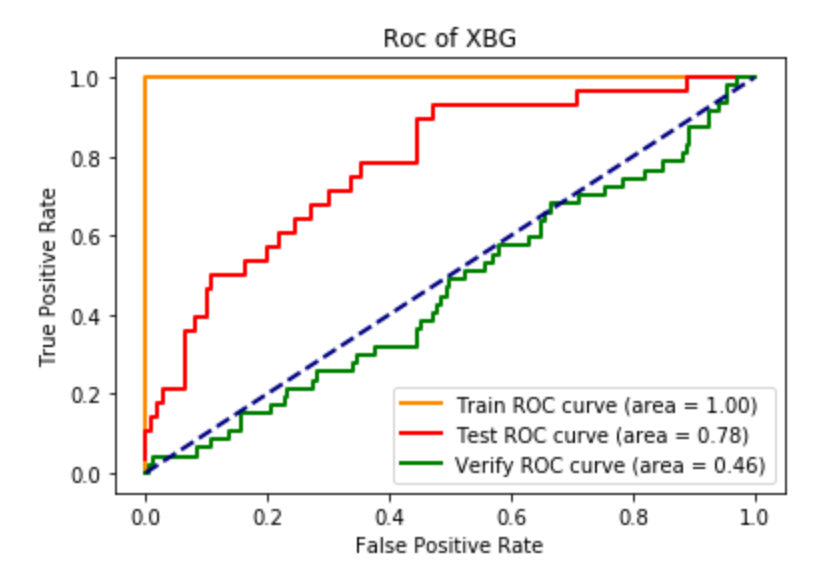 Roc of XBG
True Positive Rate
1.0
0.8
0.6
0.4
0.2
0.0
Train ROC curve (area = 1.00)
Test ROC curve (area = 0.78)
Verify ROC curve (area = 0.46)
0.0 0.2 0.4 0.6 0.8 1.0
False Positive Rate